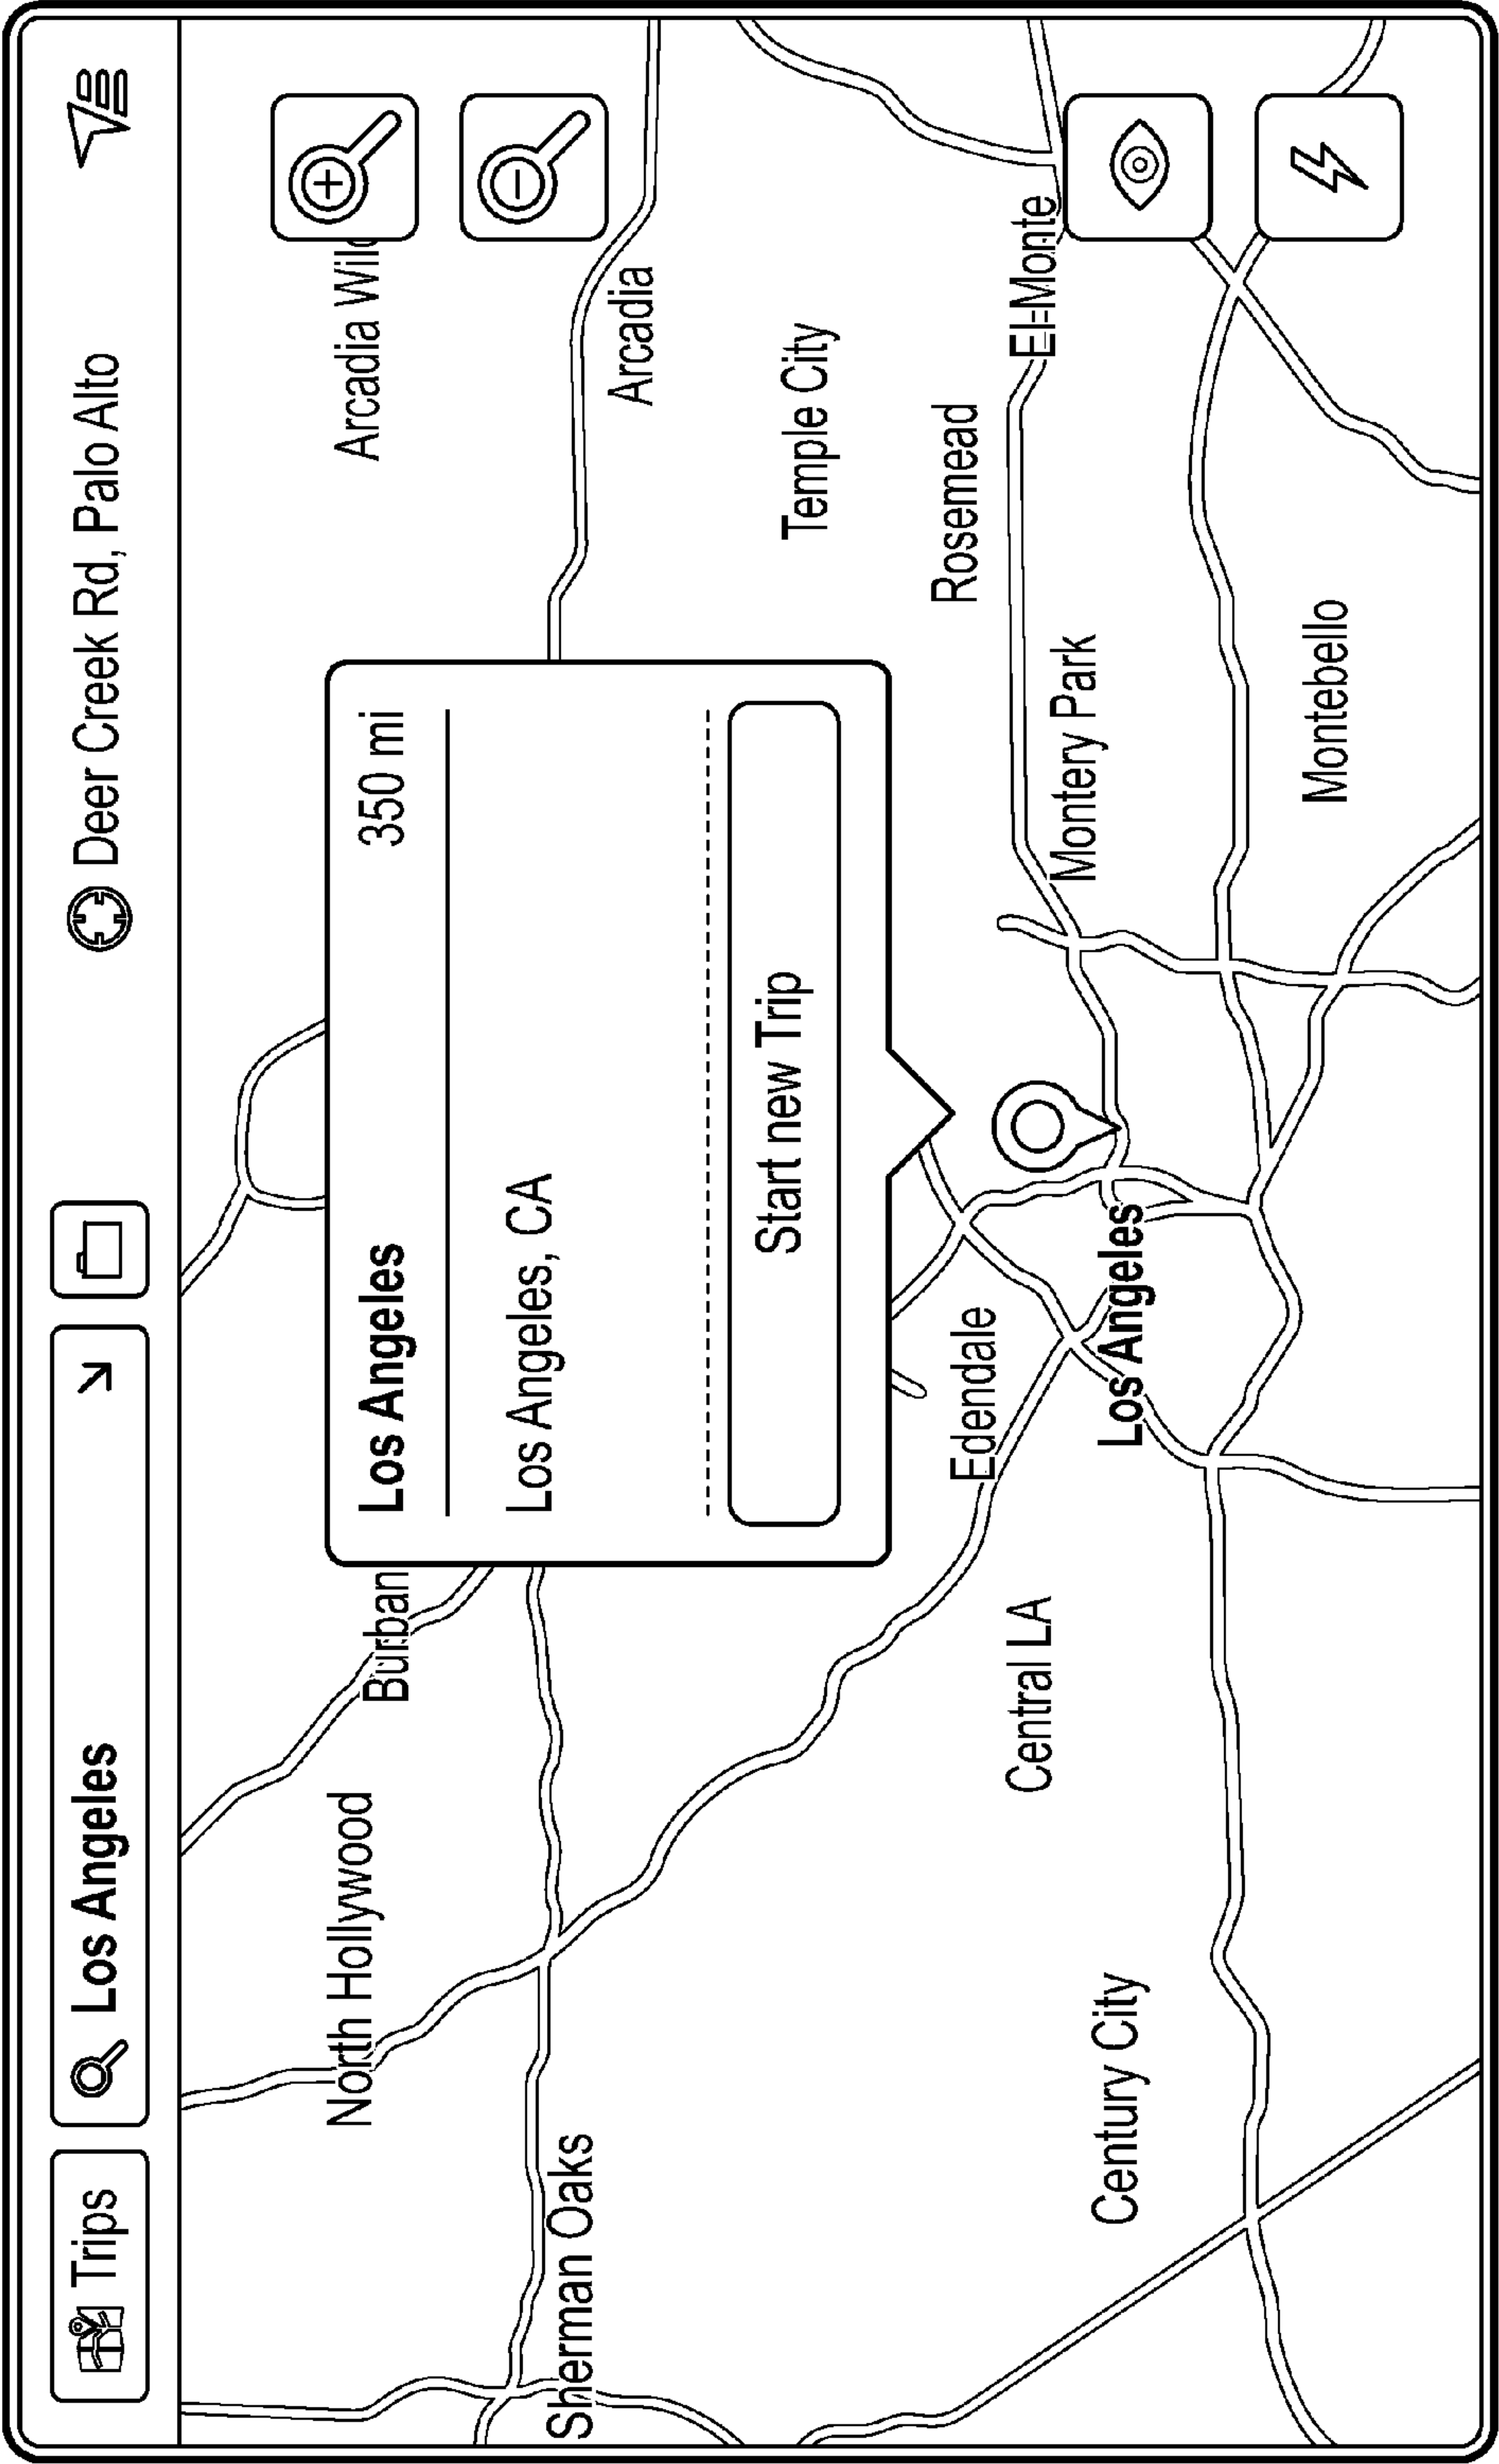 Trips
Los Angeles
Deer Creek Rd, Palo Alto
Los Angeles 350 mi
Los Angeles, CA
Start new Trip
North Hollywood
Burban
Arcadia Wil
Sherman Oaks
Arcadia
Temple City
Edendale
Rosemead
Central LA
El-Monte
Century City
Los Angeles
Montery Park
Montebello